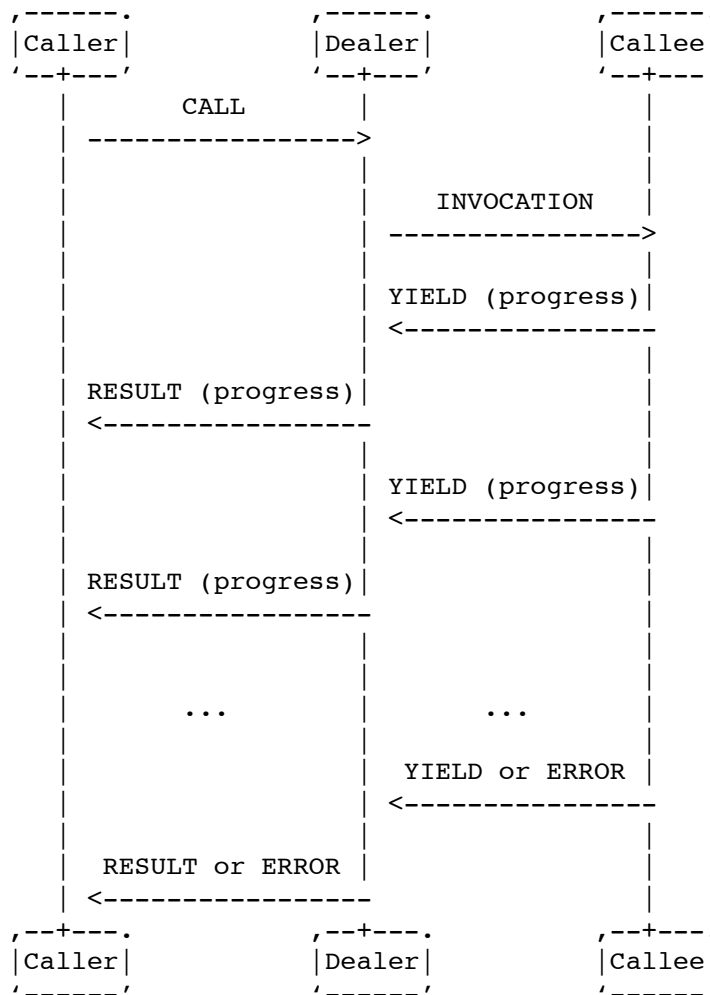 Caller Dealer Callee
CALL
INVOCATION
YIELD (progress)
RESULT (progress)
YIELD (progress)
RESULT (progress)
... ...
YIELD or ERROR
RESULT or ERROR
Caller Dealer Callee